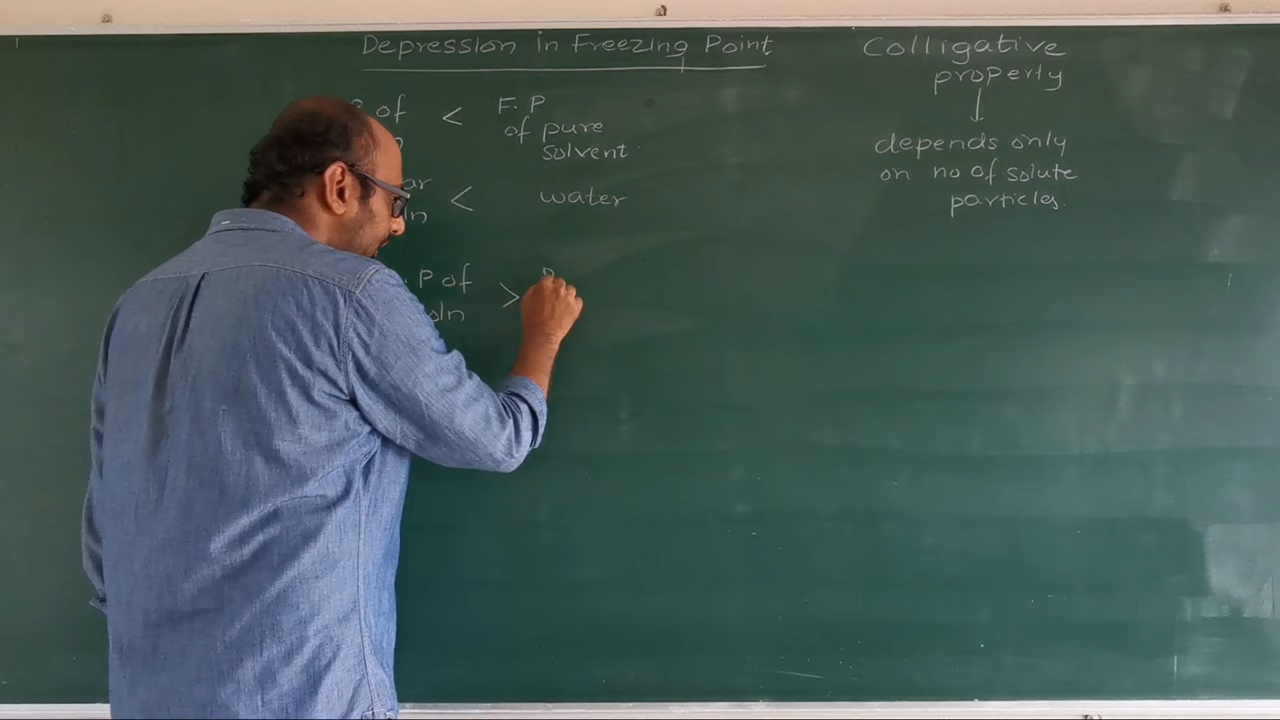 Depression in Freezing Point
of < F.P
of pure
solvent
< water
P of >
soln
Colligative
property
↓
depends only
on no of solute
particles.